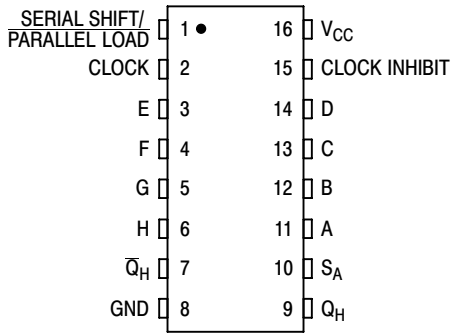 SERIAL SHIFT/
PARALLEL LOAD 1 16 VCC
CLOCK 2 15 CLOCK INHIBIT
E 3 14 D
F 4 13 C
G 5 12 B
H 6 11 A
Q̅H 7 10 SA
GND 8 9 QH